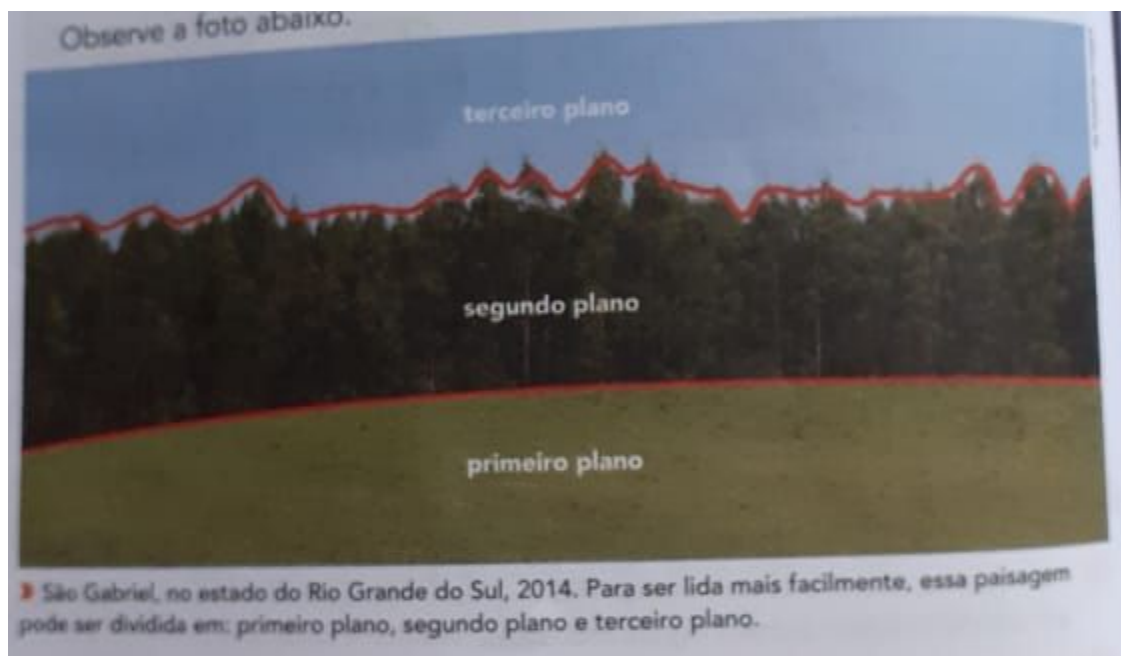 Observe a foto abaixo.
terceiro plano
segundo plano
primeiro plano
São Gabriel, no estado do Rio Grande do Sul, 2014. Para ser lida mais facilmente, essa paisagem
pode ser dividida em: primeiro plano, segundo plano e terceiro plano.